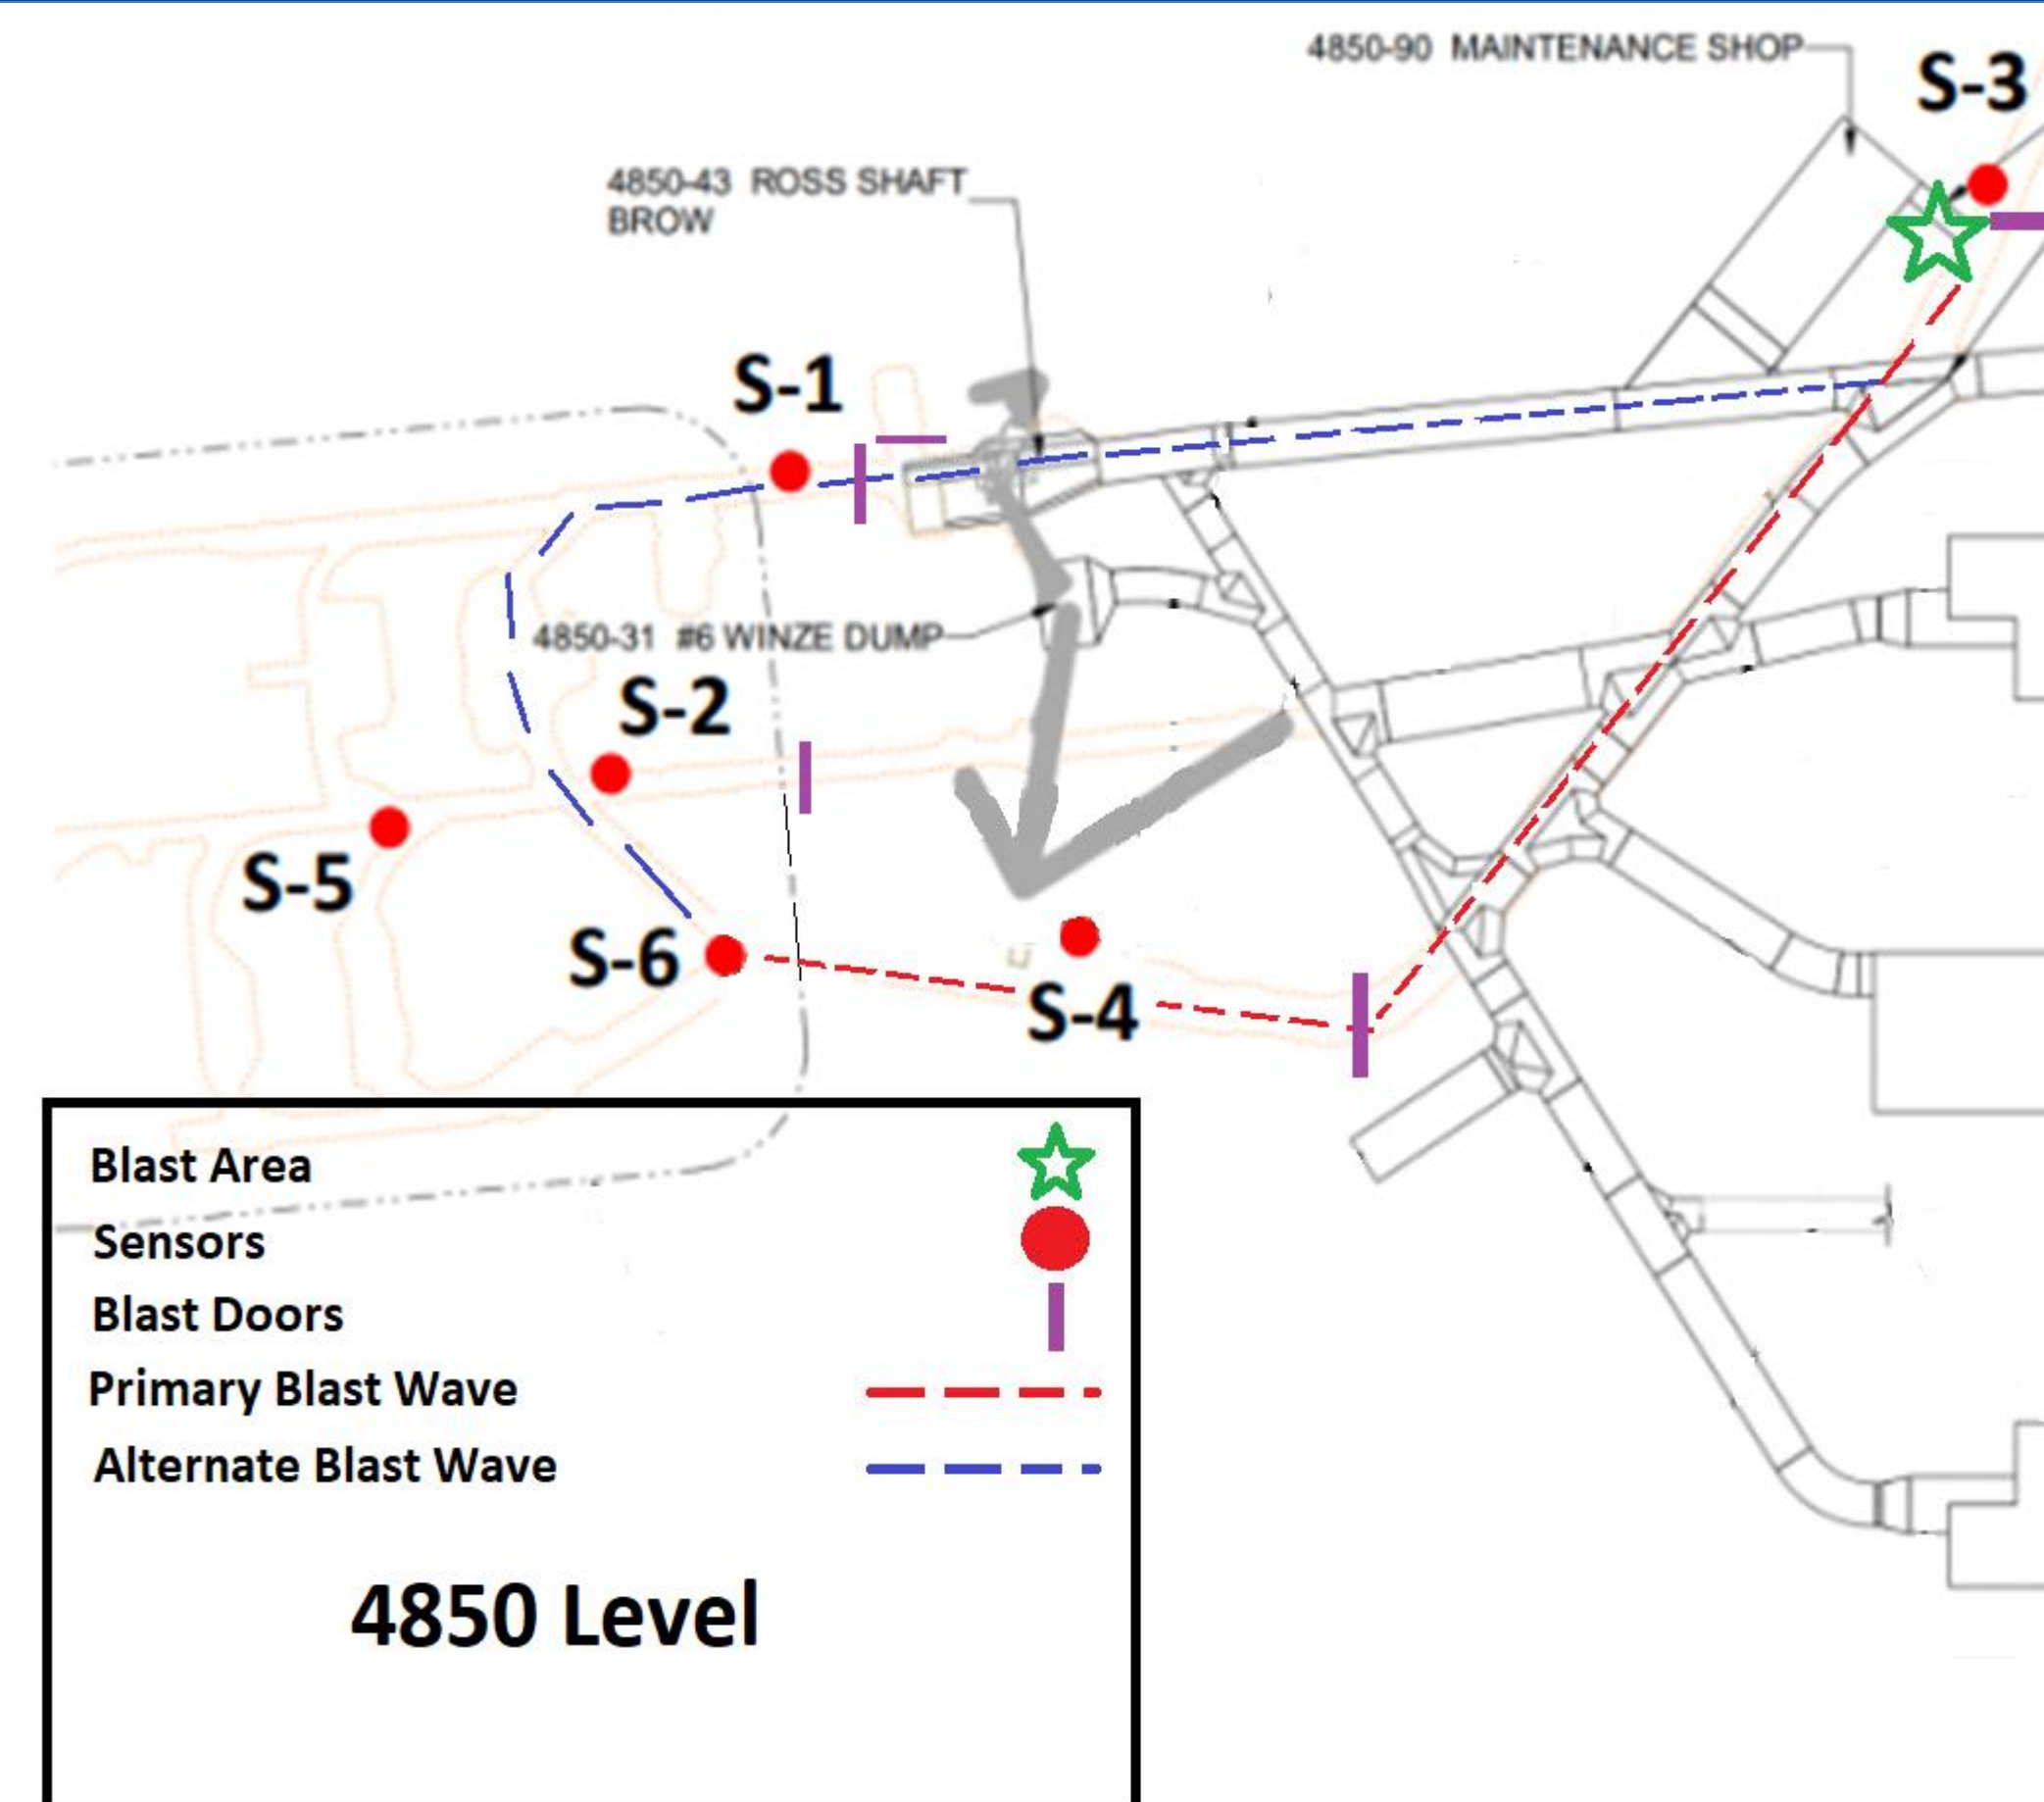 4850-90 MAINTENANCE SHOP
S-3
4850-43 ROSS SHAFT
BROW
S-1
4850-31 #6 WINZE DUMP
S-2
S-5
S-6
S-4
Blast Area
Sensors
Blast Doors
Primary Blast Wave
Alternate Blast Wave
4850 Level